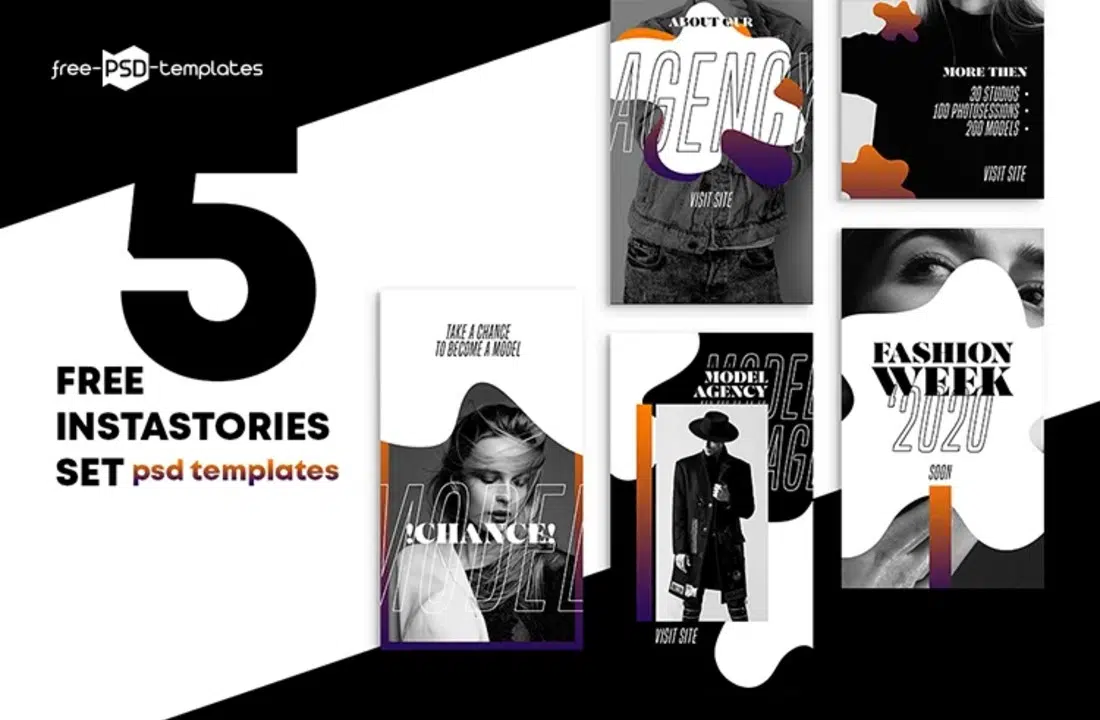 free-PSD-templates
5
FREE
INSTASTORIES
SET psd templates
TAKE A CHANCE
TO BECOME A MODEL
MODEL
!CHANCE!
ABOUT OUR
AGENCY
VISIT SITE
MODEL
AGENCY
MODEL
AG
VISIT SITE
MORE THEN
30 STUDIOS •
100 PHOTOSESSIONS •
200 MODELS •
VISIT SITE
FASHION
WEEK
2020
SOON